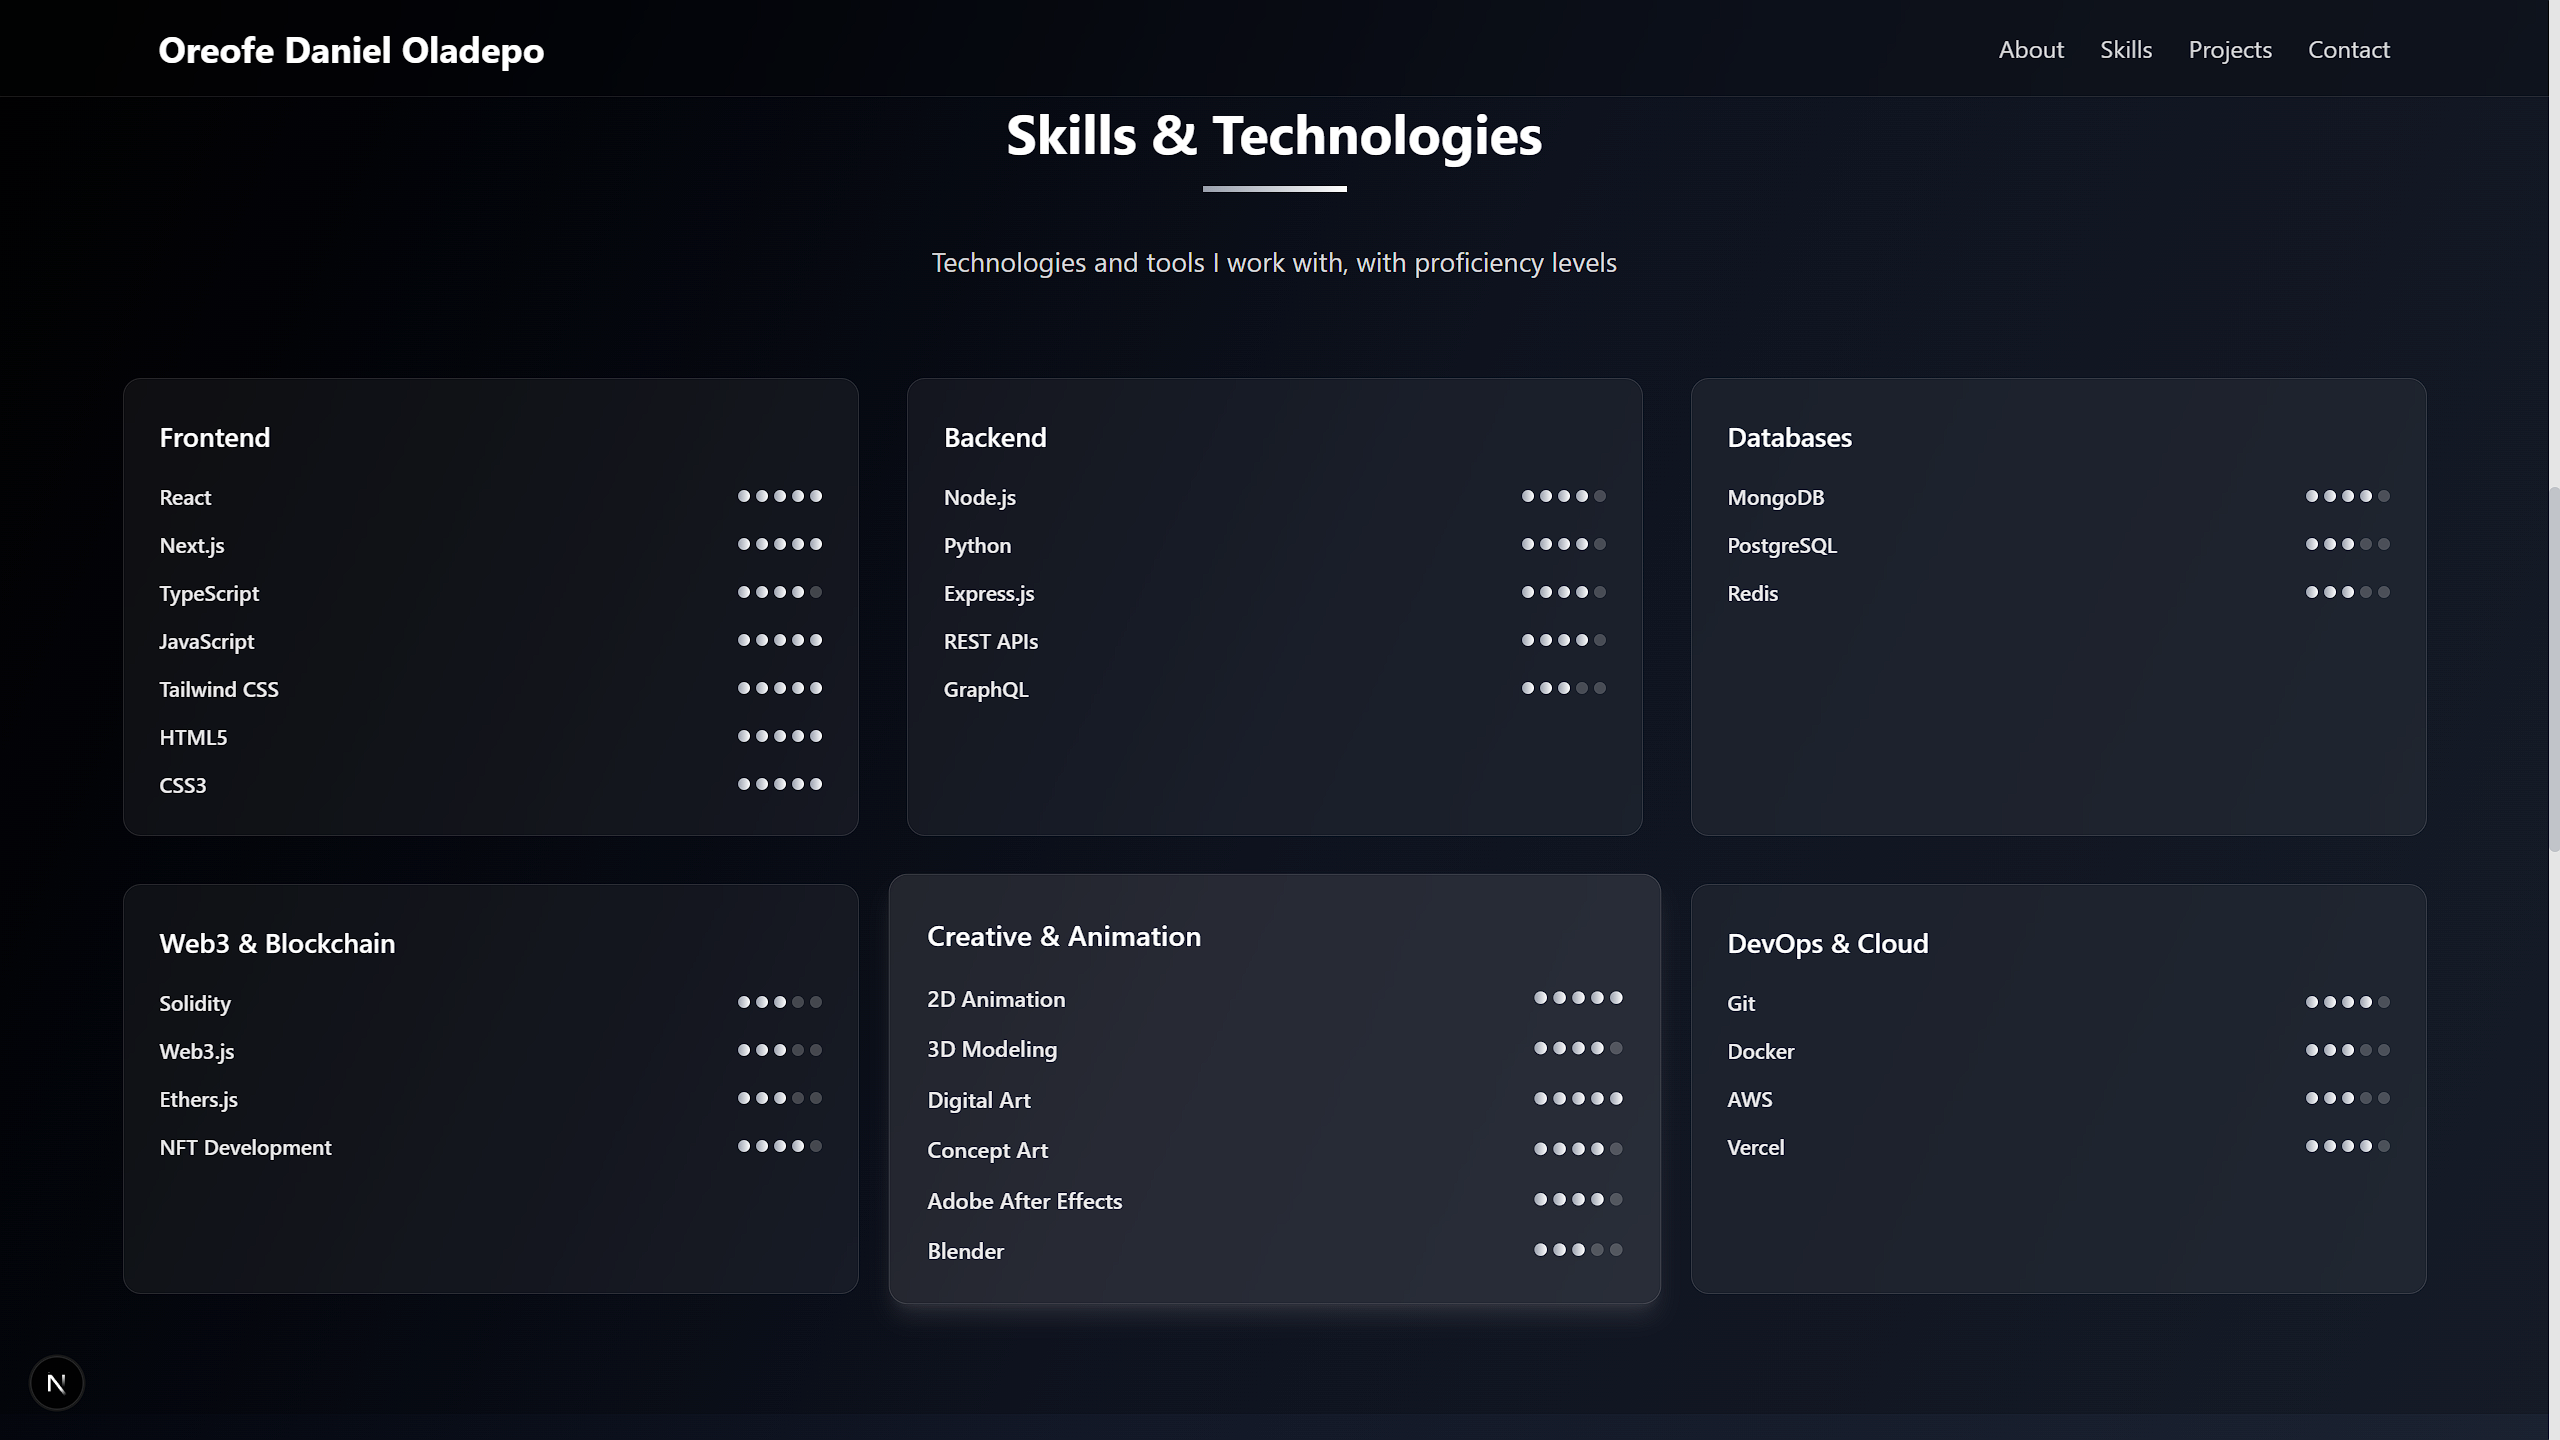 Oreofe Daniel Oladepo
About Skills Projects Contact
Skills & Technologies
Technologies and tools I work with, with proficiency levels
Frontend
React
Next.js
TypeScript
JavaScript
Tailwind CSS
HTML5
CSS3
Backend
Node.js
Python
Express.js
REST APIs
GraphQL
Databases
MongoDB
PostgreSQL
Redis
Web3 & Blockchain
Solidity
Web3.js
Ethers.js
NFT Development
Creative & Animation
2D Animation
3D Modeling
Digital Art
Concept Art
Adobe After Effects
Blender
DevOps & Cloud
Git
Docker
AWS
Vercel
N